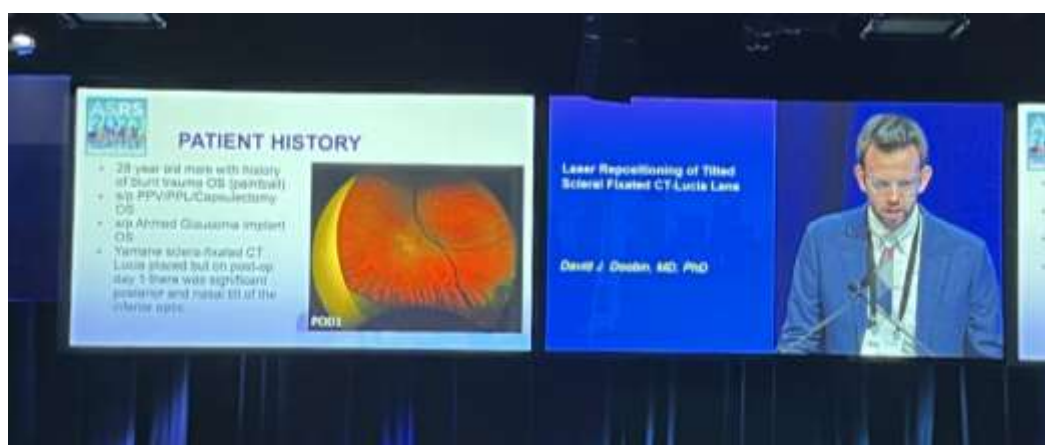 ASRS
PATIENT HISTORY
28 year old male with history
of blunt trauma OS (paintball)
s/p PPV/PPL/Capsulectomy
OS
s/p Ahmed Glaucoma implant
OS
Yamane sclera-fixated CT
Lucia placed but on post-op
day 1 there was significant
posterior and nasal tilt of the
inferior optic
POD1
Laser Repositioning of Tilted
Scleral Fixated CT-Lucia Lens
David J. Doobin, MD, PhD